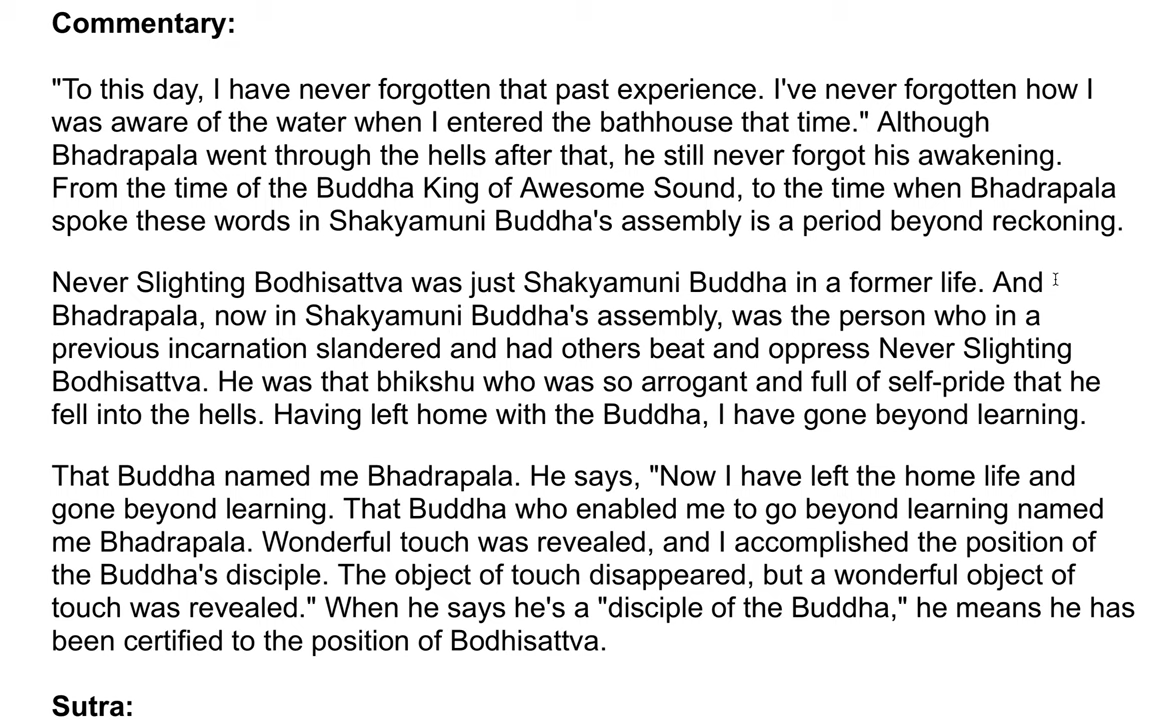 Commentary:
"To this day, I have never forgotten that past experience. I've never forgotten how I
was aware of the water when I entered the bathhouse that time." Although
Bhadrapala went through the hells after that, he still never forgot his awakening.
From the time of the Buddha King of Awesome Sound, to the time when Bhadrapala
spoke these words in Shakyamuni Buddha's assembly is a period beyond reckoning.
Never Slighting Bodhisattva was just Shakyamuni Buddha in a former life. And
Bhadrapala, now in Shakyamuni Buddha's assembly, was the person who in a
previous incarnation slandered and had others beat and oppress Never Slighting
Bodhisattva. He was that bhikshu who was so arrogant and full of self-pride that he
fell into the hells. Having left home with the Buddha, I have gone beyond learning.
That Buddha named me Bhadrapala. He says, "Now I have left the home life and
gone beyond learning. That Buddha who enabled me to go beyond learning named
me Bhadrapala. Wonderful touch was revealed, and I accomplished the position of
the Buddha's disciple. The object of touch disappeared, but a wonderful object of
touch was revealed." When he says he's a "disciple of the Buddha," he means he has
been certified to the position of Bodhisattva.
Sutra: